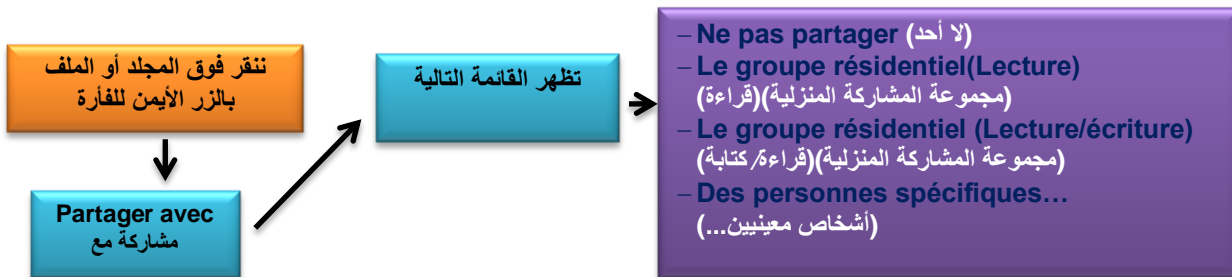 ننقر فوق المجلد أو الملف
بالزر الأيمن للفأرة
Partager avec
مشاركة مع
تظهر القائمة التالية
– Ne pas partager (لا أحد)
– Le groupe résidentiel(Lecture)
(مجموعة المشاركة المنزلية)(قراءة)
– Le groupe résidentiel (Lecture/écriture)
(مجموعة المشاركة المنزلية)(قراءة/كتابة)
– Des personnes spécifiques…
(أشخاص معينيين...)